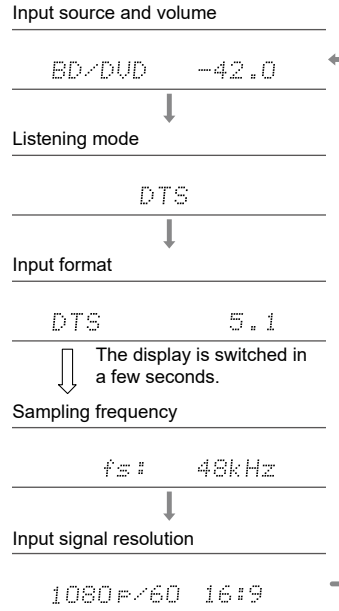 Input source and volume
BD/DVD -42.0
Listening mode
DTS
Input format
DTS 5.1
The display is switched in
a few seconds.
Sampling frequency
fs: 48kHz
Input signal resolution
1080p/60 16:9